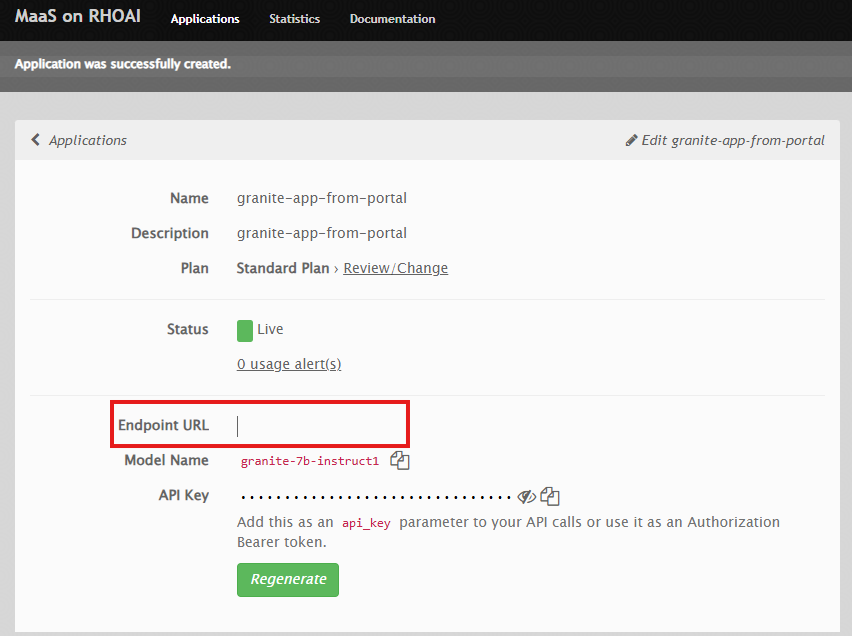 MaaS on RHOAI Applications Statistics Documentation
Application was successfully created.
Applications Edit granite-app-from-portal
Name granite-app-from-portal
Description granite-app-from-portal
Plan Standard Plan › Review/Change
Status Live
0 usage alert(s)
Endpoint URL
Model Name granite-7b-instruct1
API Key •••••••••••••••••••••••••••••••
Add this as an api_key parameter to your API calls or use it as an Authorization
Bearer token.
Regenerate